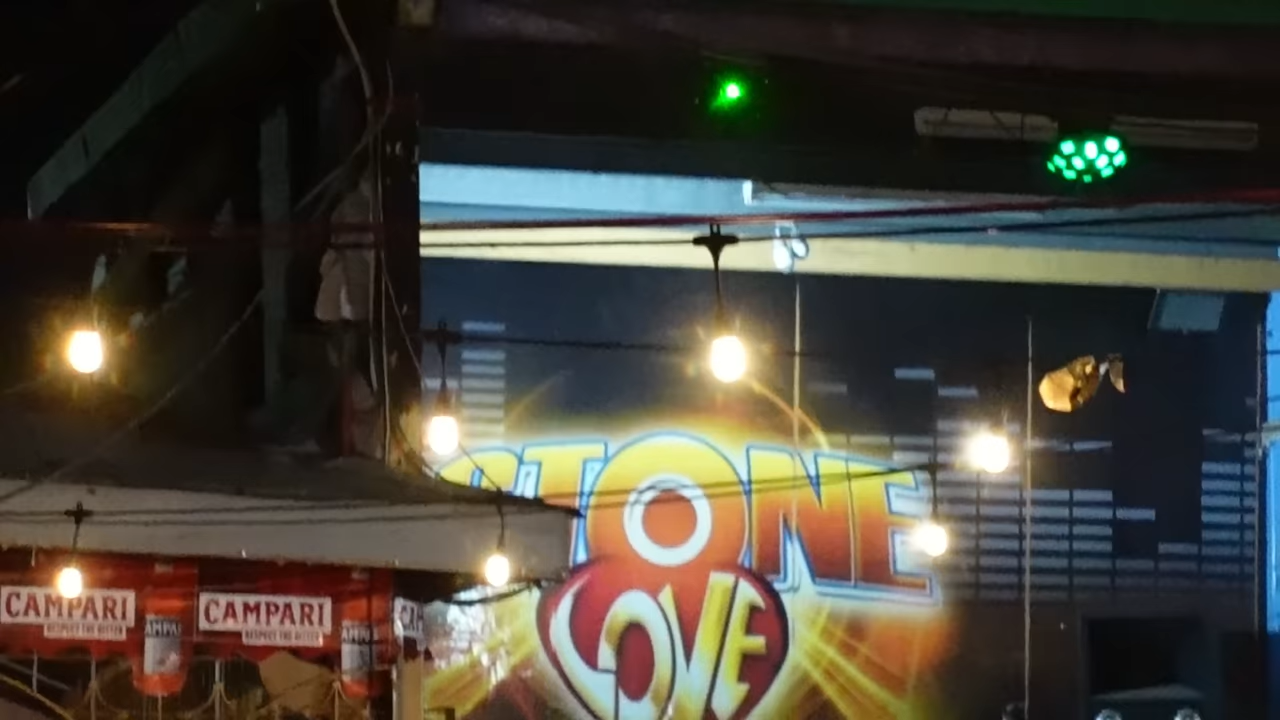 STONE
LOVE
CAMPARI
RESPECT THE BITTER
CAMPARI
RESPECT THE BITTER